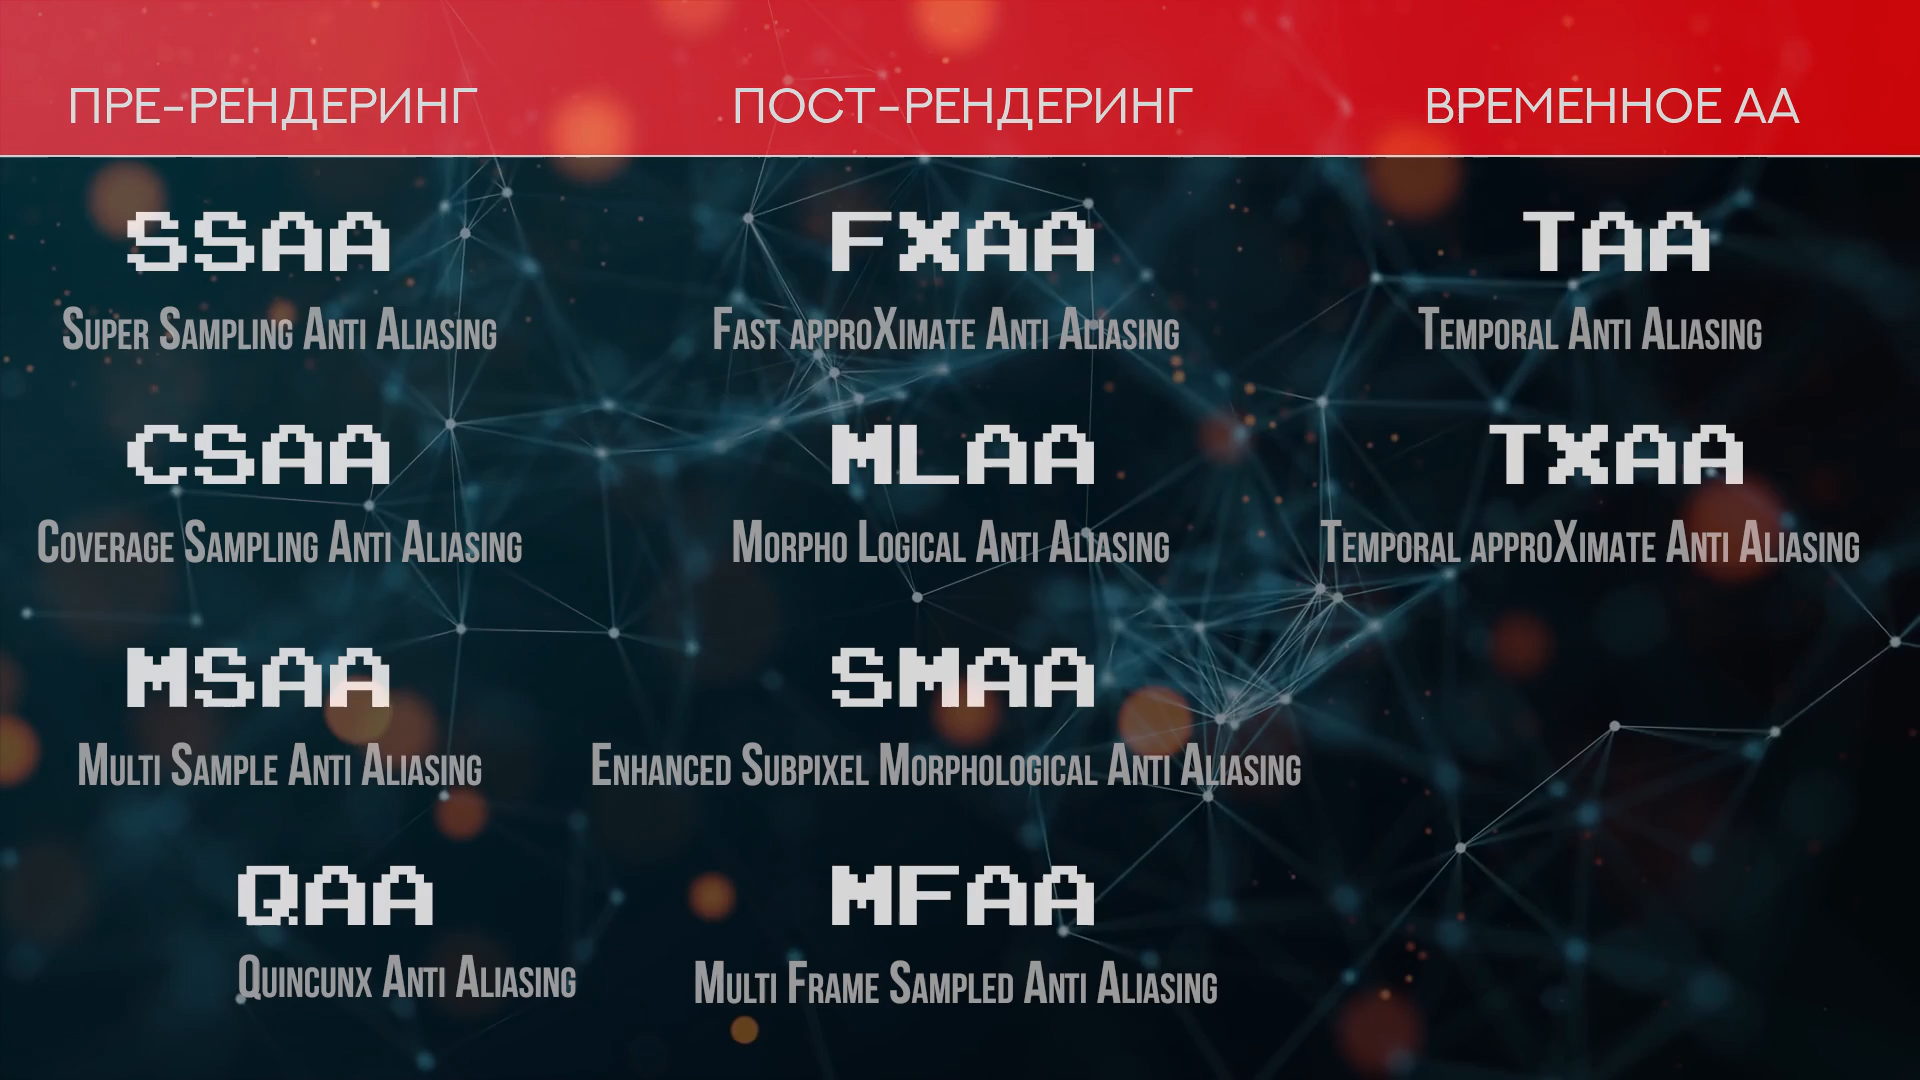 ПРЕ-РЕНДЕРИНГ
ПОСТ-РЕНДЕРИНГ
ВРЕМЕННОЕ АА
SSAA
Super Sampling Anti Aliasing
CSAA
Coverage Sampling Anti Aliasing
MSAA
Multi Sample Anti Aliasing
QAA
Quincunx Anti Aliasing
FXAA
Fast approXimate Anti Aliasing
MLAA
Morpho Logical Anti Aliasing
SMAA
Enhanced Subpixel Morphological Anti Aliasing
MFAA
Multi Frame Sampled Anti Aliasing
TAA
Temporal Anti Aliasing
TXAA
Temporal approXimate Anti Aliasing